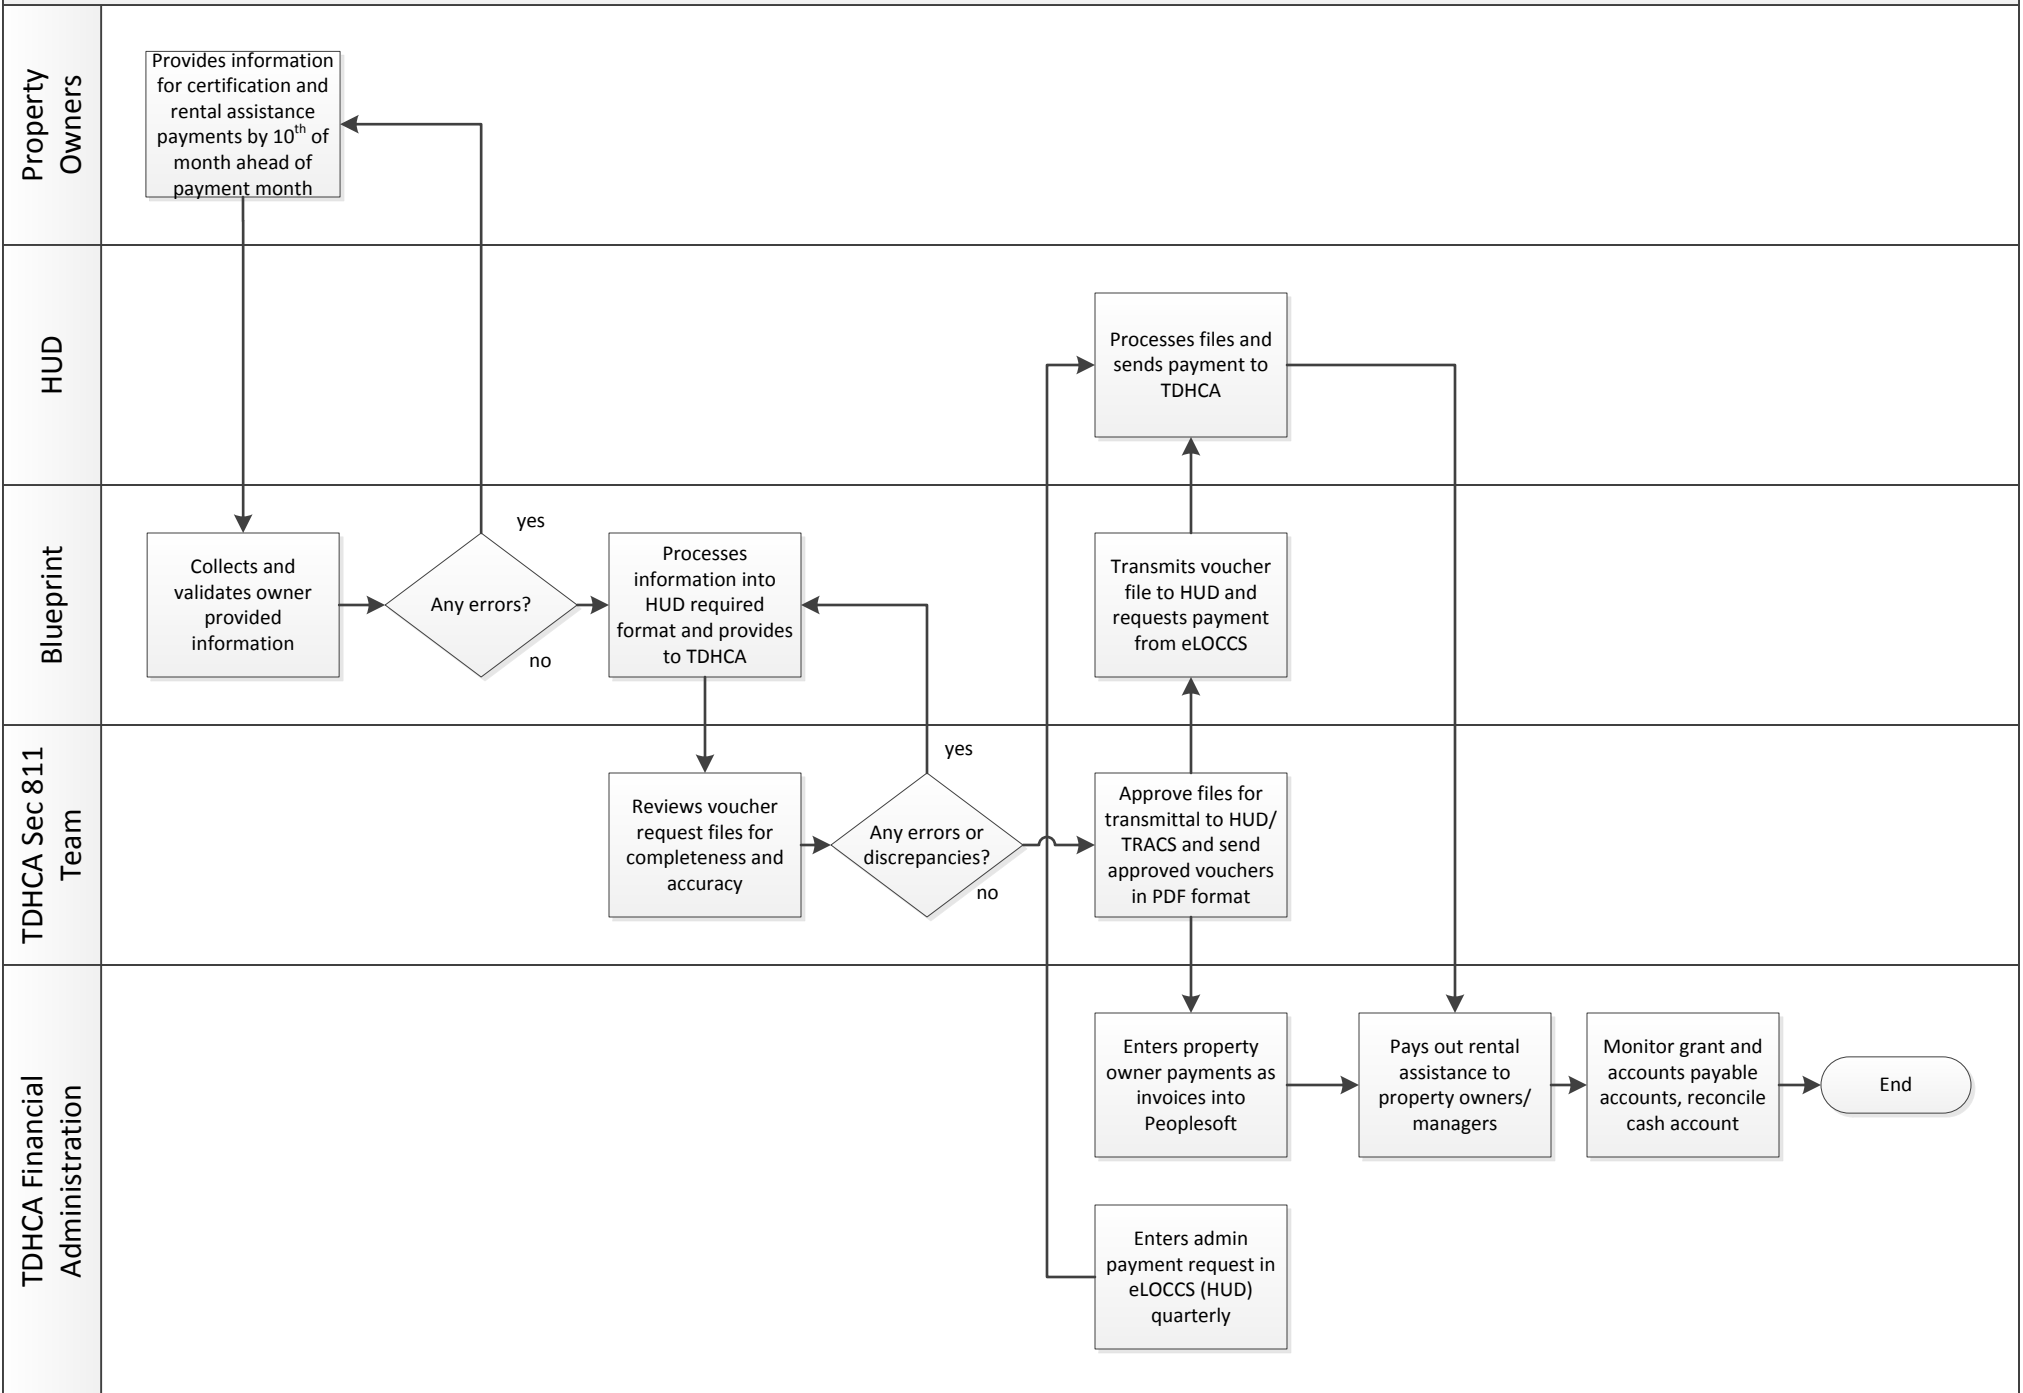 Property
Owners
Provides information
for certification and
rental assistance
payments by 10th of
month ahead of
payment month
HUD
Processes files and
sends payment to
TDHCA
Blueprint
Collects and
validates owner
provided
information
Any errors?
yes
no
Processes
information into
HUD required
format and provides
to TDHCA
Transmits voucher
file to HUD and
requests payment
from eLOCCS
TDHCA Sec 811
Team
Reviews voucher
request files for
completeness and
accuracy
Any errors or
discrepancies?
yes
no
Approve files for
transmittal to HUD/
TRACS and send
approved vouchers
in PDF format
TDHCA Financial
Administration
Enters property
owner payments as
invoices into
Peoplesoft
Pays out rental
assistance to
property owners/
managers
Monitor grant and
accounts payable
accounts, reconcile
cash account
End
Enters admin
payment request in
eLOCCS (HUD)
quarterly